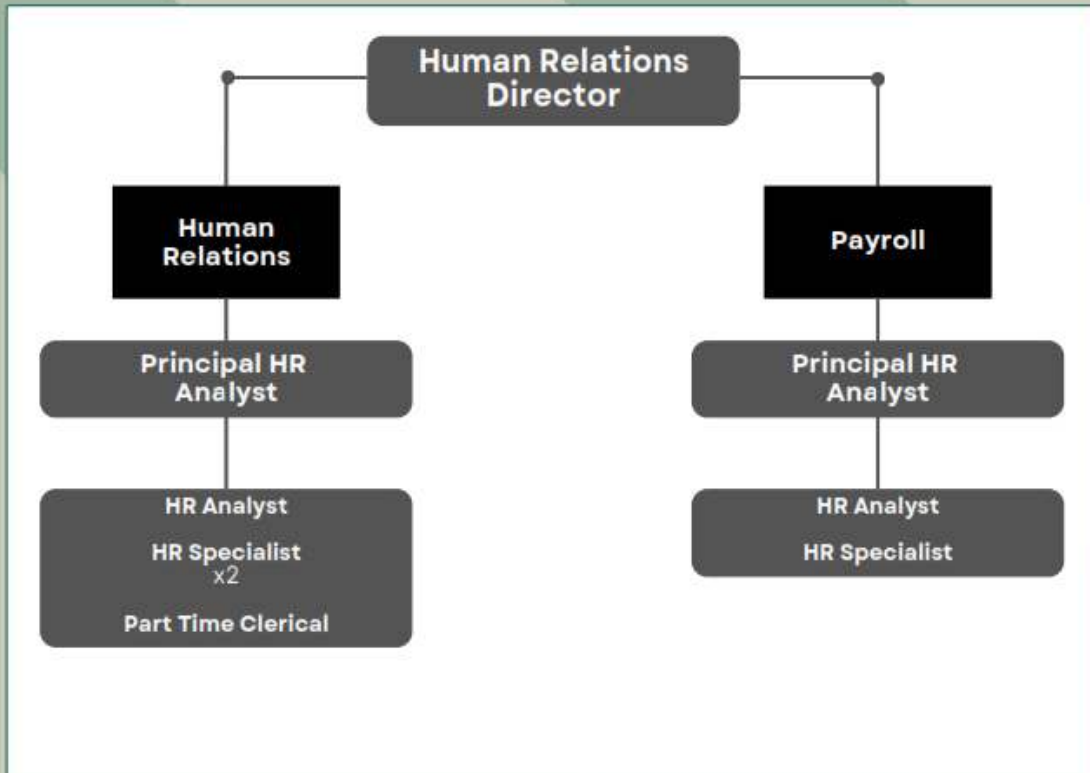 Human Relations
Director
Human
Relations
Payroll
Principal HR
Analyst
Principal HR
Analyst
HR Analyst
HR Specialist
x2
Part Time Clerical
HR Analyst
HR Specialist